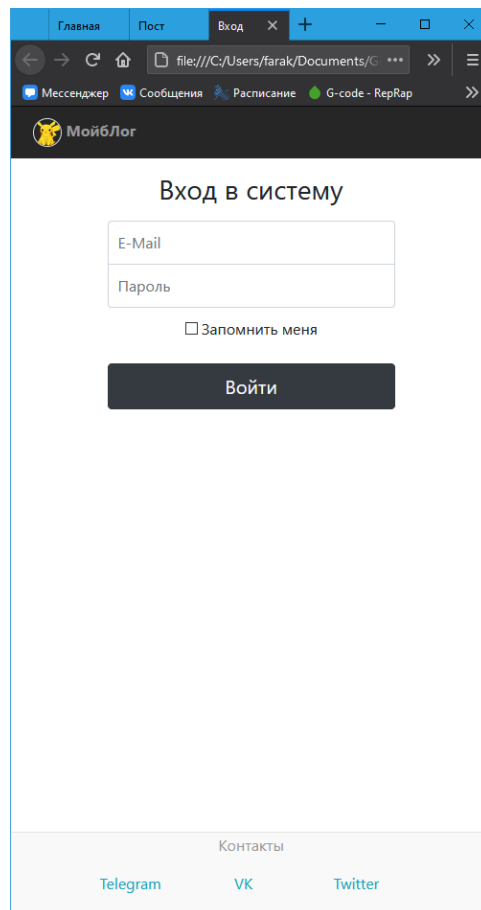 Главная Пост Вход
file:///C:/Users/farak/Documents/G
Мессенджер Сообщения Расписание G-code - RepRap
МойбЛог
Вход в систему
E-Mail
Пароль
Запомнить меня
Войти
Контакты
Telegram VK Twitter